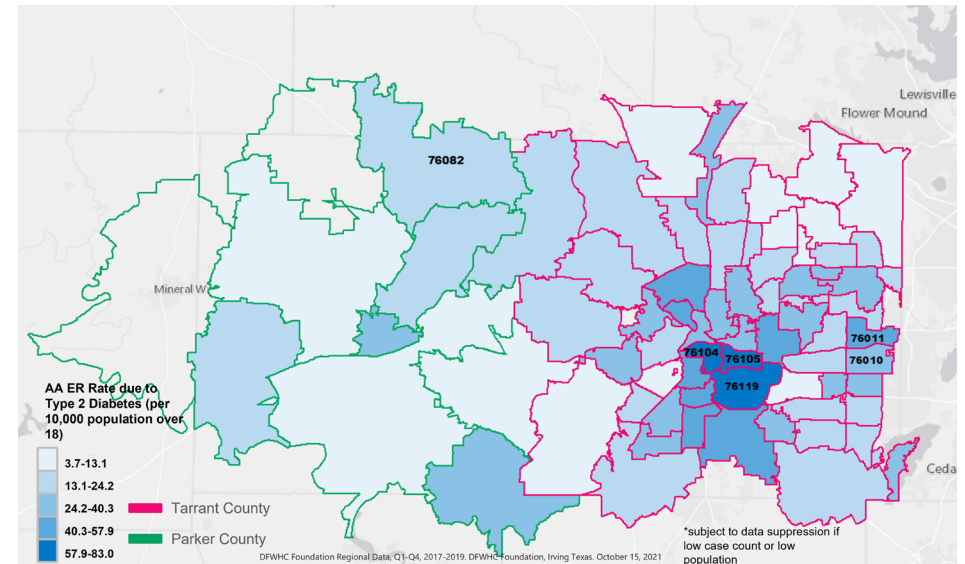 Lewisville
Flower Mound
76082
Mineral W
76011
76104
76105
76010
76119
AA ER Rate due to
Type 2 Diabetes (per
10,000 population over
18)
3.7-13.1
13.1-24.2
24.2-40.3
40.3-57.9
57.9-83.0
Tarrant County
Parker County
Ceda
*subject to data suppression if
low case count or low
population
DFWHC Foundation Regional Data, Q1-Q4, 2017-2019. DFWHC Foundation, Irving Texas. October 15, 2021